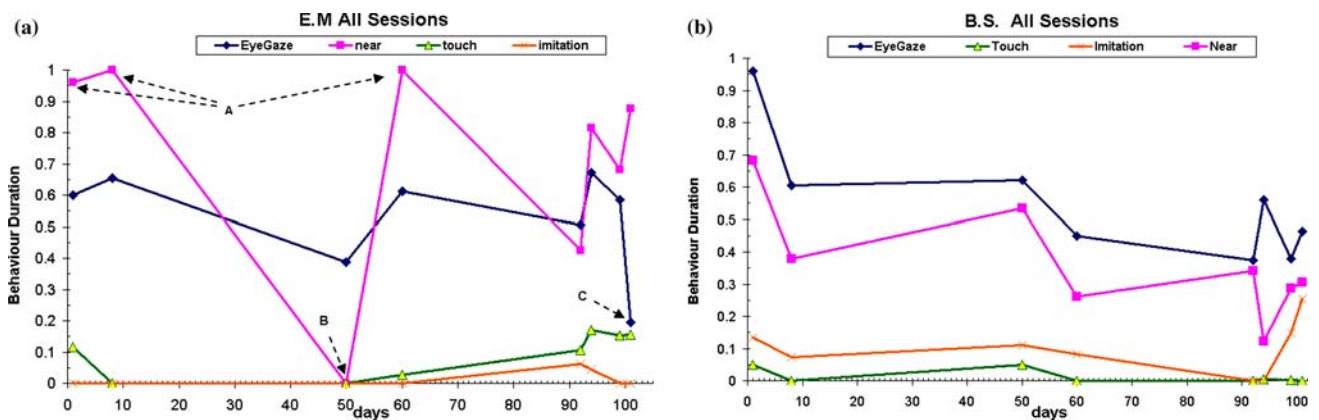 (a)
E.M All Sessions
EyeGaze near touch imitation
1
0.9
0.8
0.7
0.6
0.5
0.4
0.3
0.2
0.1
0
Behaviour Duration
A
B
C
0 10 20 30 40 50 60 70 80 90 100
days
(b)
B.S. All Sessions
EyeGaze Touch Imitation Near
1
0.9
0.8
0.7
0.6
0.5
0.4
0.3
0.2
0.1
0
Behaviour Duration
0 10 20 30 40 50 60 70 80 90 100
days